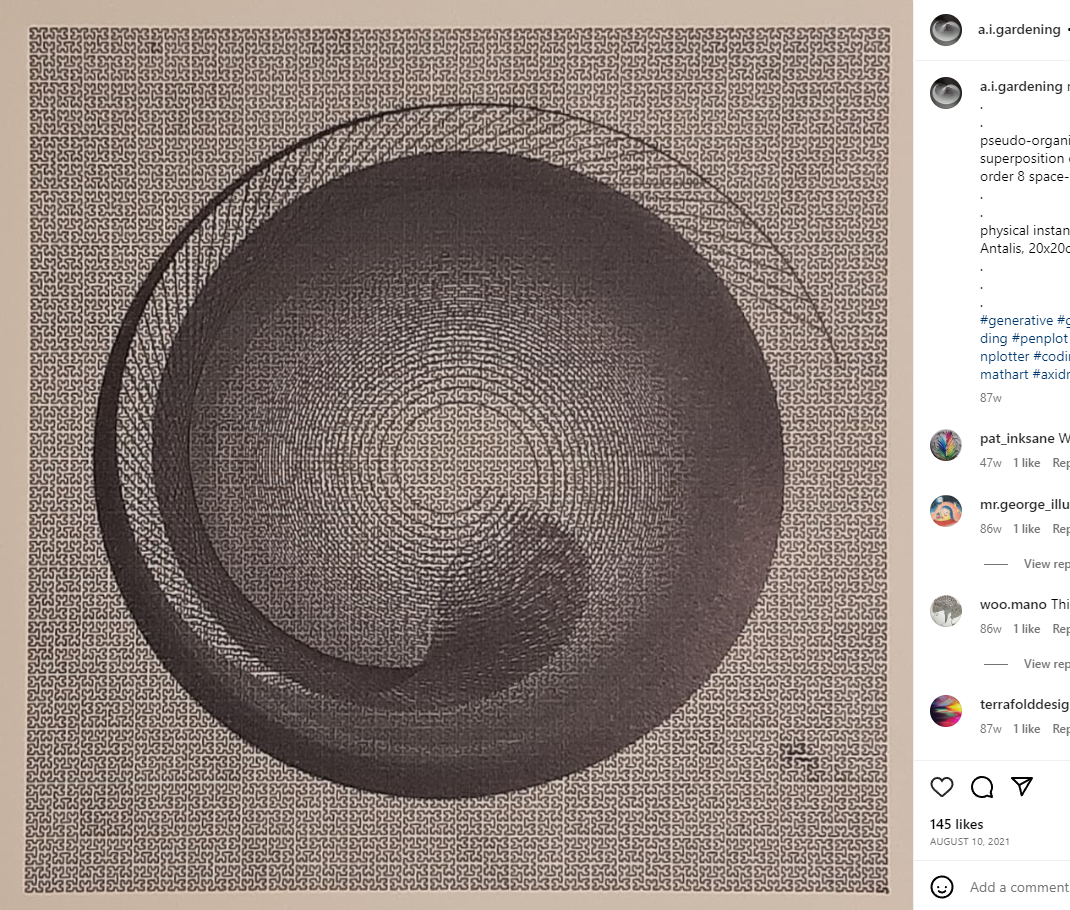 a.i.gardening •
a.i.gardening
.
.
pseudo-organi
superposition
order 8 space-
.
.
physical instan
Antalis, 20x20c
.
.
.
#generative #g
ding #penplot
nplotter #codin
mathart #axidr
87w
pat_inksane W
47w 1 like Rep
mr.george_illu
86w 1 like Rep
View rep
woo.mano Thi
86w 1 like Rep
View rep
terrafolddesig
87w 1 like Rep
145 likes
AUGUST 10, 2021
Add a comment